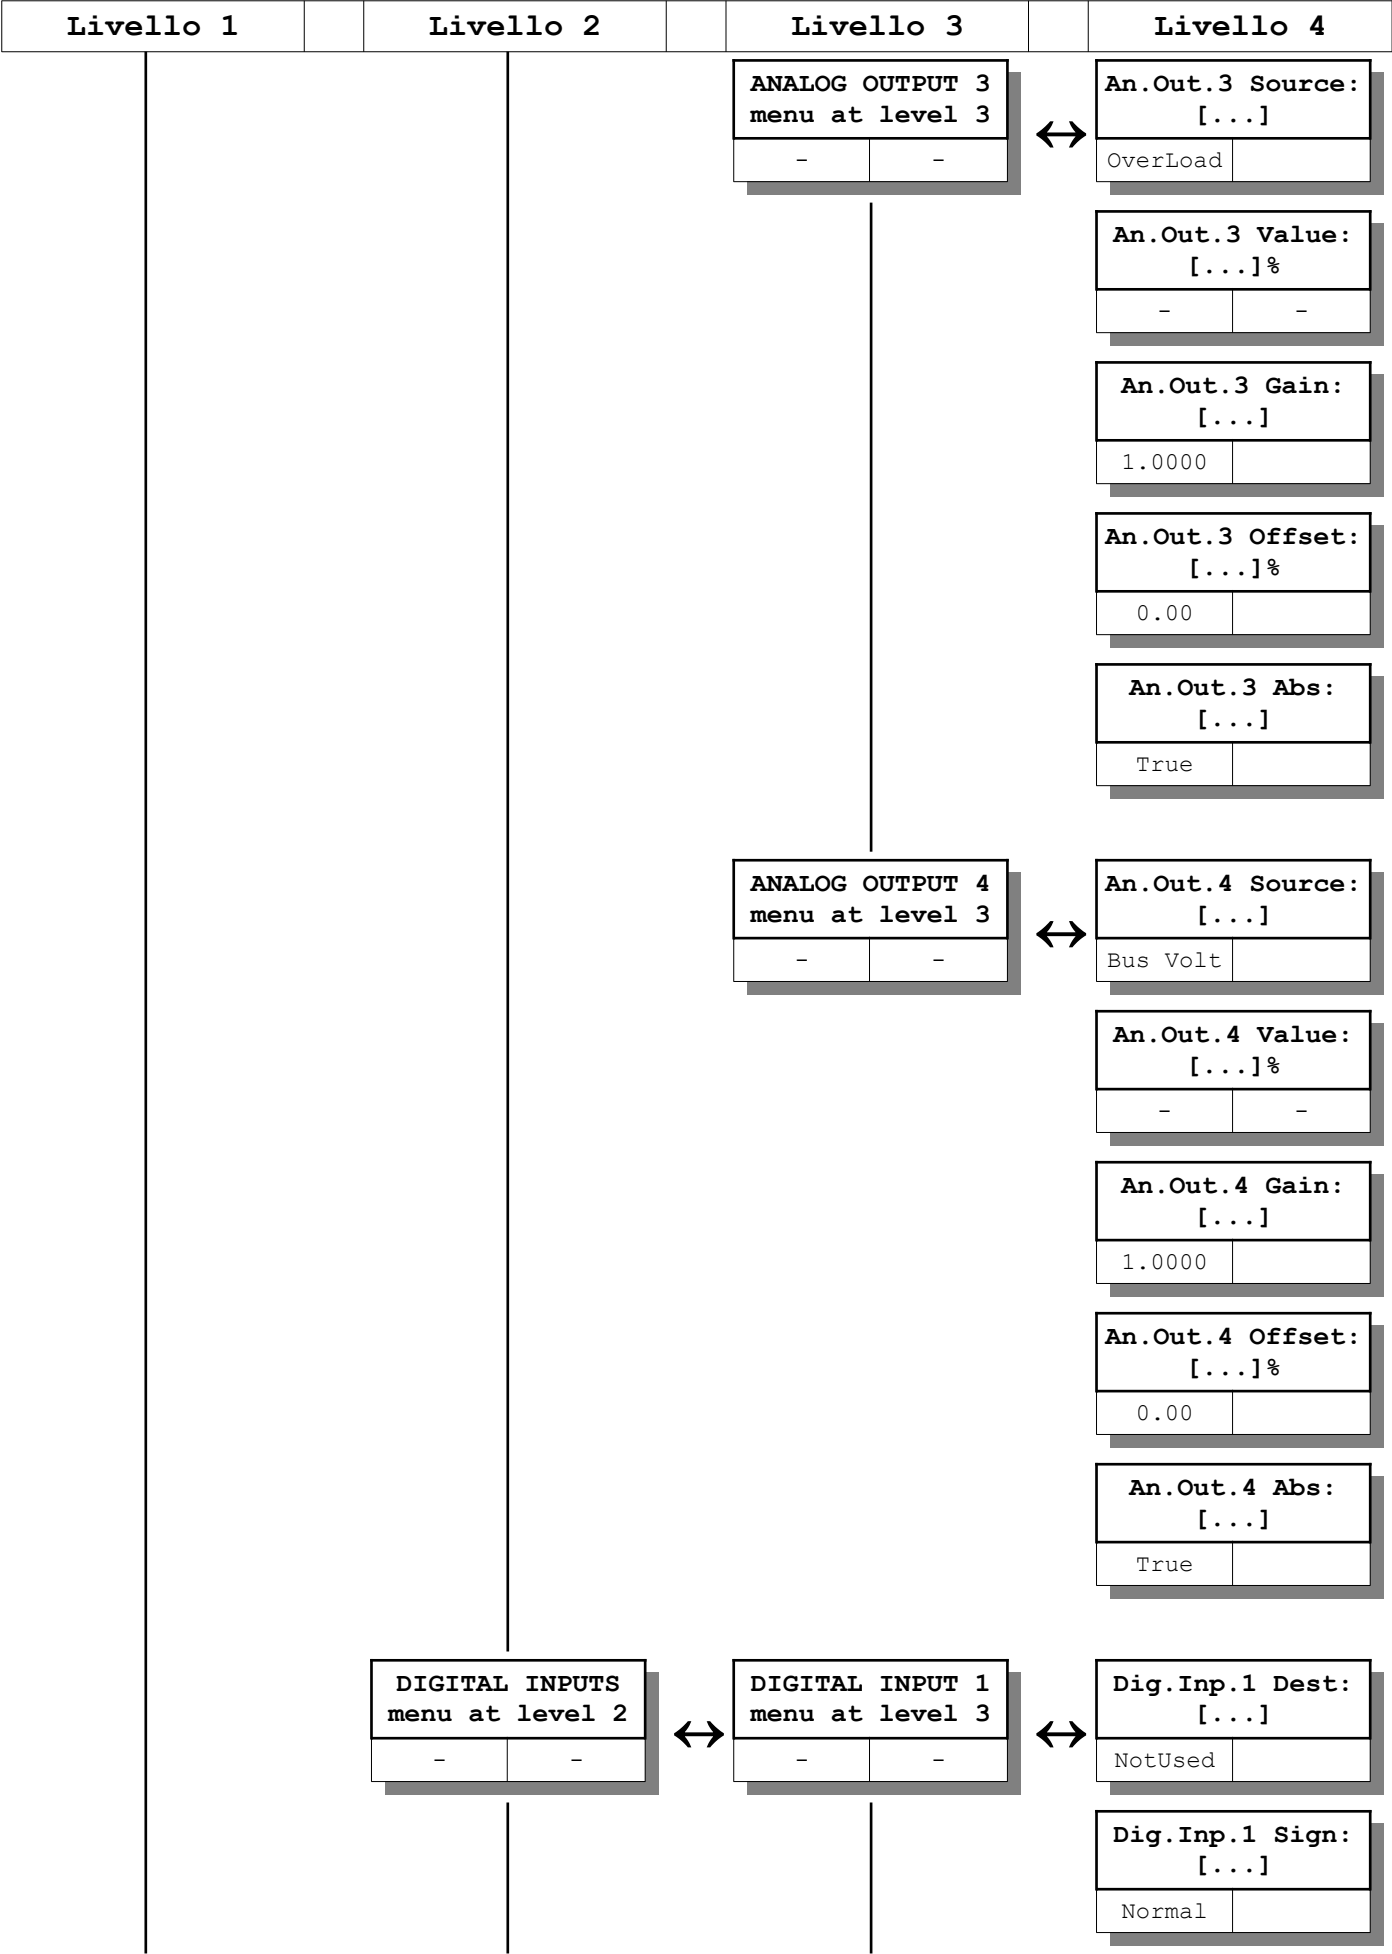 Livello 1 Livello 2 Livello 3 Livello 4
ANALOG OUTPUT 3
menu at level 3
- -
An.Out.3 Source:
[...]
OverLoad
An.Out.3 Value:
[...]%
- -
An.Out.3 Gain:
[...]
1.0000
An.Out.3 Offset:
[...]%
0.00
An.Out.3 Abs:
[...]
True
ANALOG OUTPUT 4
menu at level 3
- -
An.Out.4 Source:
[...]
Bus Volt
An.Out.4 Value:
[...]%
- -
An.Out.4 Gain:
[...]
1.0000
An.Out.4 Offset:
[...]%
0.00
An.Out.4 Abs:
[...]
True
DIGITAL INPUTS
menu at level 2
- -
DIGITAL INPUT 1
menu at level 3
- -
Dig.Inp.1 Dest:
[...]
NotUsed
Dig.Inp.1 Sign:
[...]
Normal